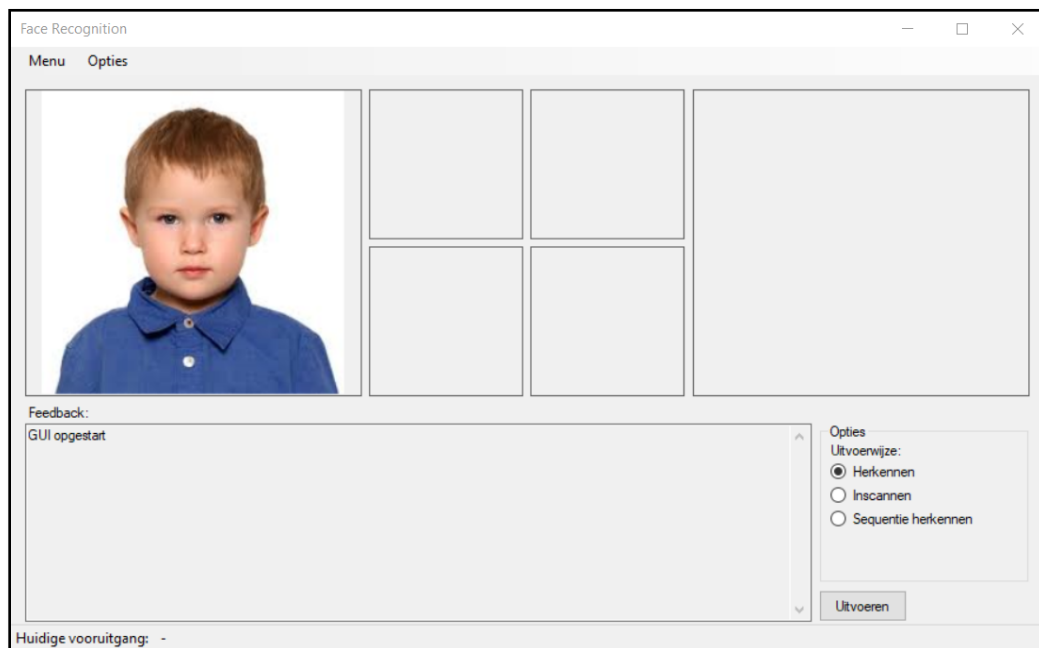 Face Recognition
Menu Opties
Feedback:
GUI opgestart
Opties
Uitvoerwijze:
Herkennen
Inscannen
Sequentie herkennen
Uitvoeren
Huidige vooruitgang: -